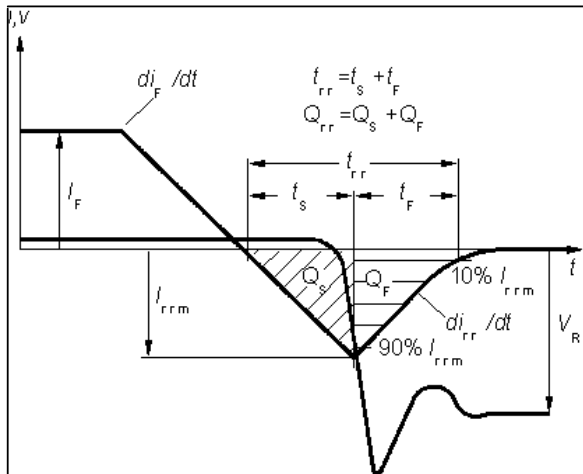 I,V
di_F /dt
t_rr =t_S + t_F
Q_rr =Q_S + Q_F
t_rr
t_S
t_F
I_F
t
Q_S
Q_F
10% I_rrm
I_rrm
di_rr /dt
V_R
90% I_rrm